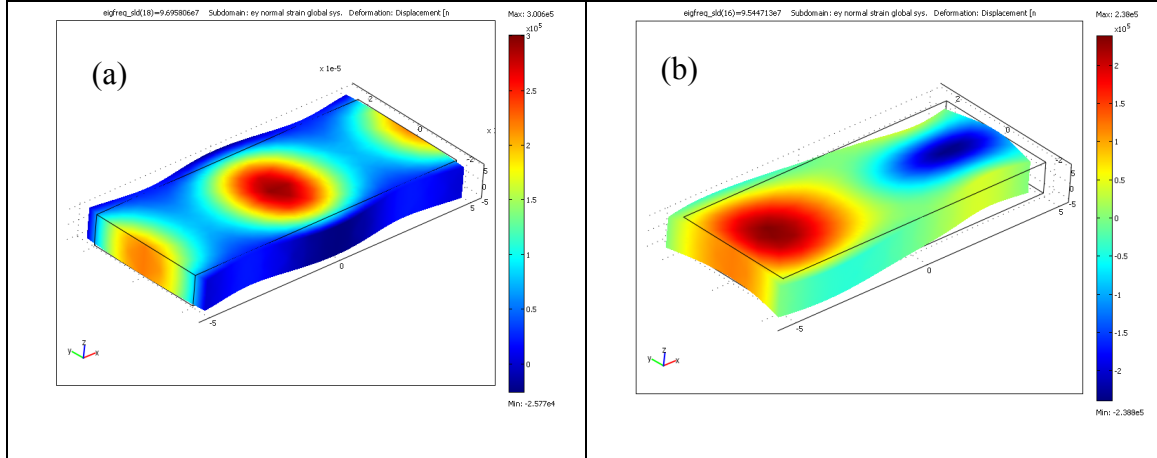 eigfreq_sld(18)=9.695806e7 Subdomain: ey normal strain global sys. Deformation: Displacement [n
Max: 3.006e5
x10⁵
3
2.5
2
1.5
1
0.5
0
Min: -2.577e4
(a)
x 1e-5
2
0
-2
5
0
-5
5
0
-5
y z x
eigfreq_sld(16)=9.544713e7 Subdomain: ey normal strain global sys. Deformation: Displacement [n
Max: 2.38e5
x10⁵
2
1.5
1
0.5
0
-0.5
-1
-1.5
-2
Min: -2.388e5
(b)
2
0
-2
5
0
-5
5
0
-5
y z x